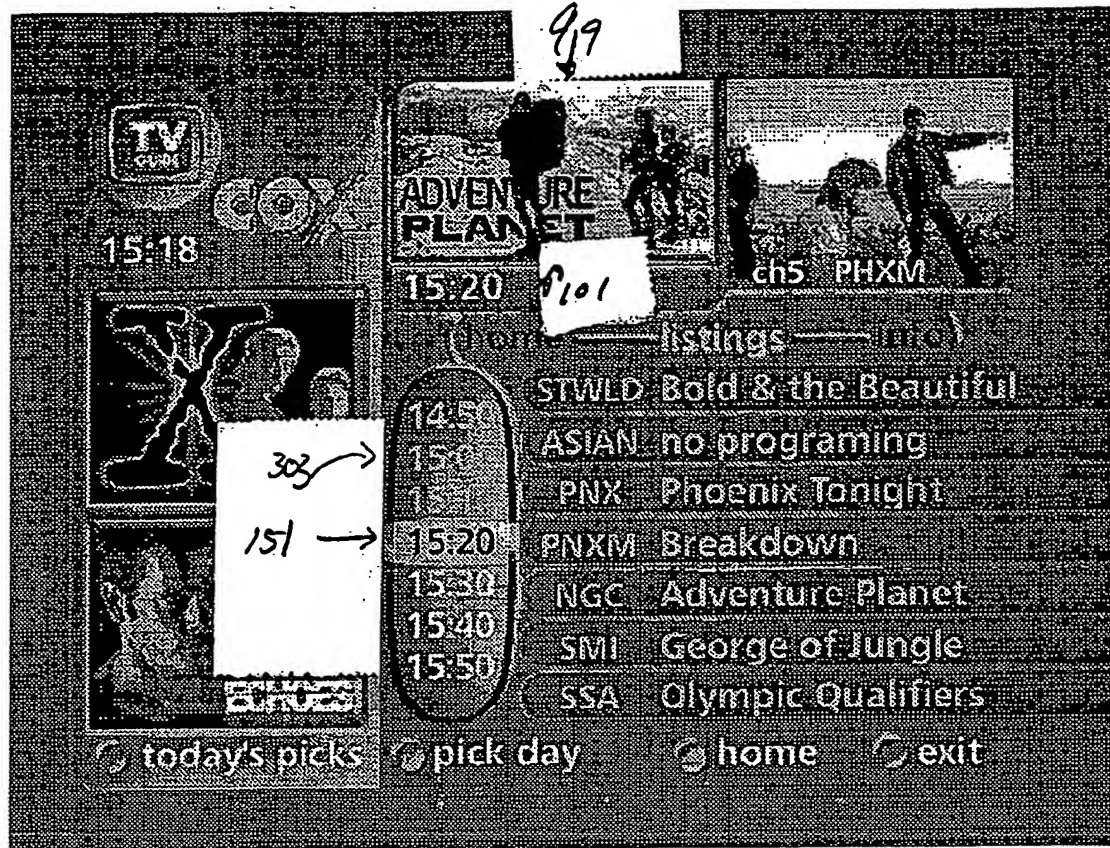 99
TV
GUIDE
ADVENTURE
PLANET
15:18
15:20
101
ch5 PHXM
home listings info
14:50
STWLD Bold & the Beautiful
ASIAN no programing
303
PNX Phoenix Tonight
151
15:20
PNXM Breakdown
15:30
NGC Adventure Planet
15:40
SMI George of Jungle
15:50
SSA Olympic Qualifiers
ECHOES
today's picks
pick day
home
exit